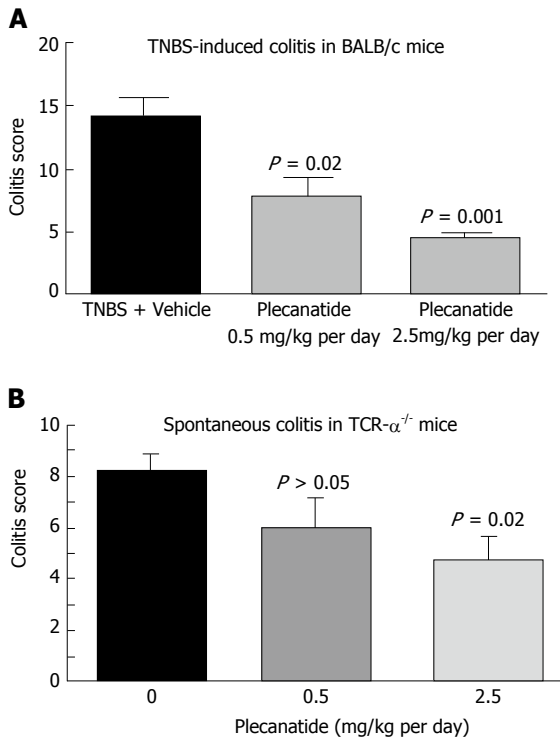 A
TNBS-induced colitis in BALB/c mice
Colitis score
20
15
10
5
0
P = 0.02
P = 0.001
TNBS + Vehicle
Plecanatide
0.5 mg/kg per day
Plecanatide
2.5mg/kg per day
B
Spontaneous colitis in TCR-α-/- mice
Colitis score
10
8
6
4
2
0
P > 0.05
P = 0.02
0
0.5
2.5
Plecanatide (mg/kg per day)